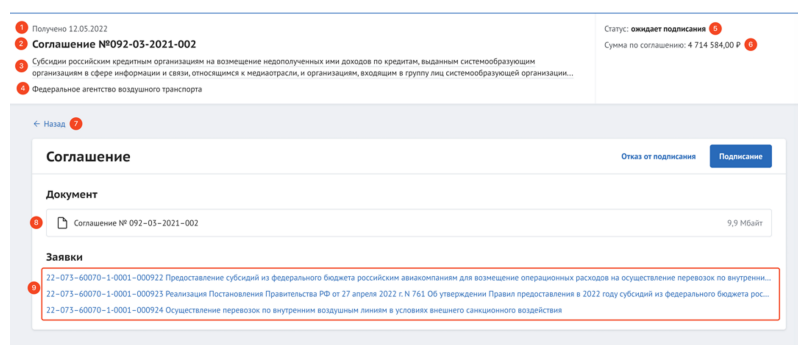 1 Получено 12.05.2022
2 Соглашение №092-03-2021-002
3 Субсидии российским кредитным организациям на возмещение недополученных ими доходов по кредитам, выданным системообразующим
организациям в сфере информации и связи, относящимся к медиаотрасли, и организациям, входящим в группу лиц системообразующей организации...
4 Федеральное агентство воздушного транспорта
Статус: ожидает подписания 5
Сумма по соглашению: 4 714 584,00 ₽ 6
← Назад 7
Соглашение
Отказ от подписания
Подписание
Документ
8 Соглашение № 092–03–2021–002
9,9 Мбайт
Заявки
9
22–073–60070–1-0001–000922 Предоставление субсидий из федерального бюджета российским авиакомпаниям для возмещение операционных расходов на осуществление перевозок по внутренни...
22–073–60070–1-0001–000923 Реализация Постановления Правительства РФ от 27 апреля 2022 г. N 761 Об утверждении Правил предоставления в 2022 году субсидий из федерального бюджета рос...
22–073–60070–1-0001–000924 Осуществление перевозок по внутренним воздушным линиям в условиях внешнего санкционного воздействия